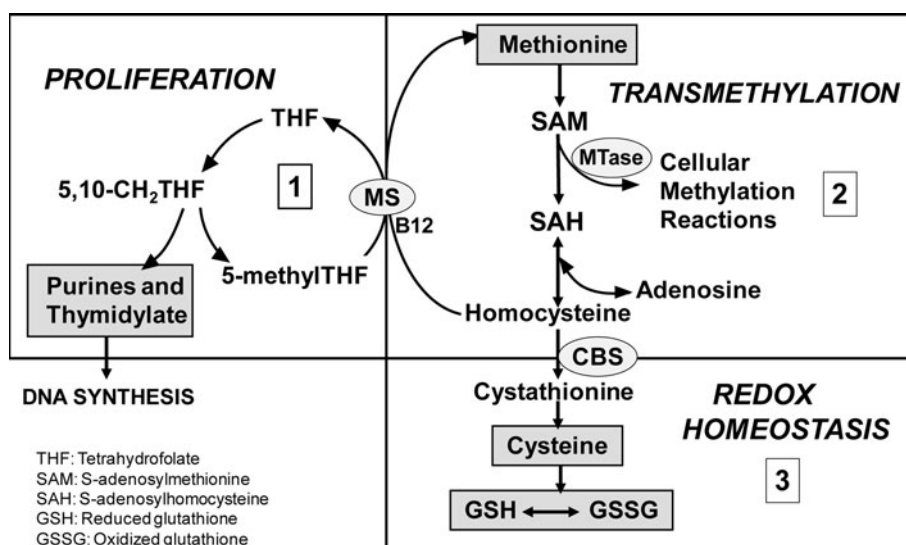 PROLIFERATION
THF
5,10-CH₂THF
1
5-methylTHF
Purines and
Thymidylate
DNA SYNTHESIS
MS
B12
Methionine
TRANSMETHYLATION
SAM
MTase
Cellular
Methylation
Reactions
2
SAH
Adenosine
Homocysteine
CBS
Cystathionine
REDOX
HOMEOSTASIS
3
Cysteine
GSH GSSG
THF: Tetrahydrofolate
SAM: S-adenosylmethionine
SAH: S-adenosylhomocysteine
GSH: Reduced glutathione
GSSG: Oxidized glutathione